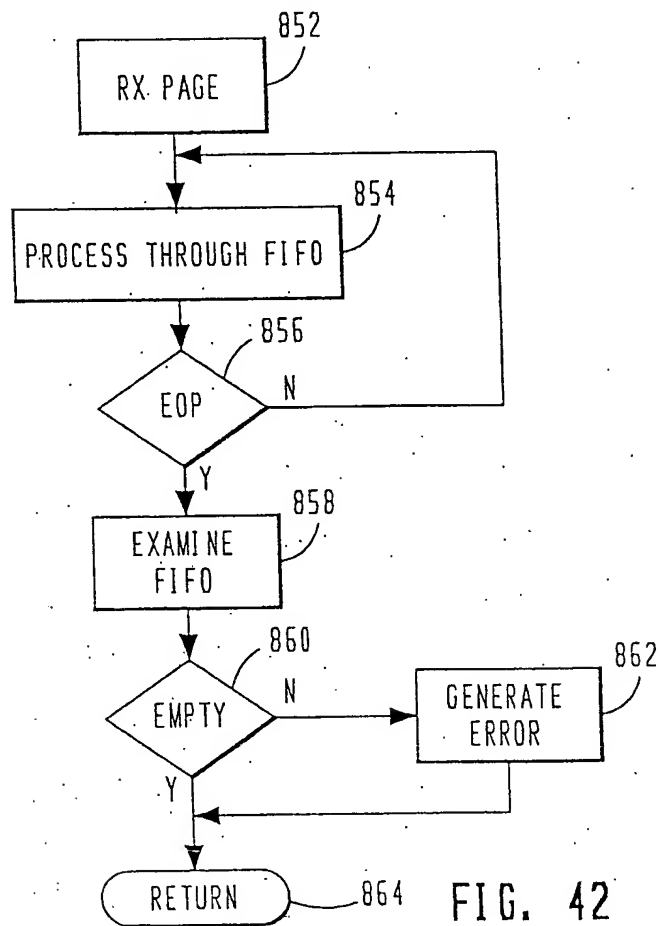 852
RX PAGE
854
PROCESS THROUGH FIFO
856
EOP
N
Y
858
EXAMINE
FIFO
860
EMPTY
N
862
GENERATE
ERROR
Y
RETURN
864
FIG. 42